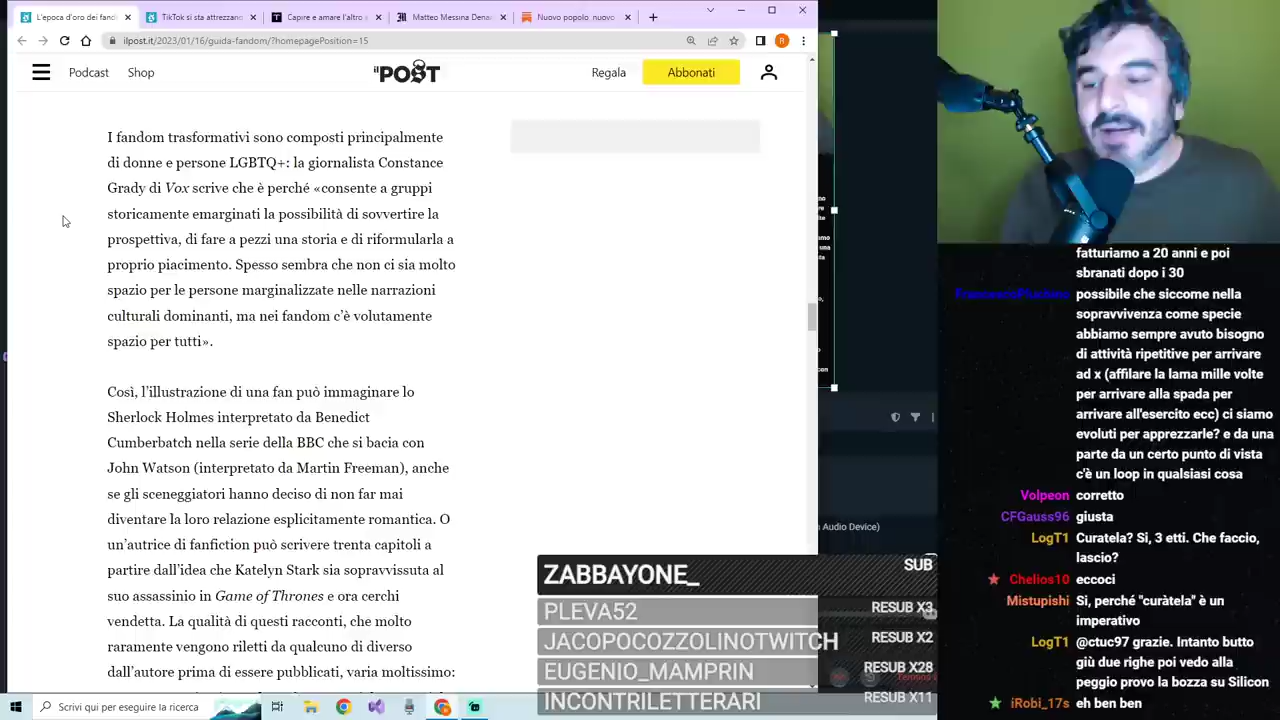 L'epoca d'oro dei fand
TikTok si sta attrezzano
Capire e amare l'altro è
Matteo Messina Dena
Nuovo popolo, nuovo
ilpost.it/2023/01/16/guida-fandom/?homepagePosition=15
Podcast
Shop
il POST
Regala
Abbonati
I fandom trasformativi sono composti principalmente
di donne e persone LGBTQ+: la giornalista Constance
Grady di Vox scrive che è perché «consente a gruppi
storicamente emarginati la possibilità di sovvertire la
prospettiva, di fare a pezzi una storia e di riformularla a
proprio piacimento. Spesso sembra che non ci sia molto
spazio per le persone marginalizzate nelle narrazioni
culturali dominanti, ma nei fandom c'è volutamente
spazio per tutti».
Così, l'illustrazione di una fan può immaginare lo
Sherlock Holmes interpretato da Benedict
Cumberbatch nella serie della BBC che si bacia con
John Watson (interpretato da Martin Freeman), anche
se gli sceneggiatori hanno deciso di non far mai
diventare la loro relazione esplicitamente romantica. O
un'autrice di fanfiction può scrivere trenta capitoli a
partire dall'idea che Katelyn Stark sia sopravvissuta al
suo assassinio in Game of Thrones e ora cerchi
vendetta. La qualità di questi racconti, che molto
raramente vengono riletti da qualcuno di diverso
dall'autore prima di essere pubblicati, varia moltissimo:
Audio Device)
ZABBAYONE_ SUB
PLEVA52 RESUB X3
JACOPOCOZZOLINOTWITCH RESUB X2
EUGENIO_MAMPRIN RESUB X28
INCONTRILETTERARI RESUB X11
Scrivi qui per eseguire la ricerc
fatturiamo a 20 anni e poi
sbranati dopo i 30
possibile che siccome nella
sopravvivenza come specie
abbiamo sempre avuto bisogno
di attività ripetitive per arrivare
ad x (affilare la lama mille volte
per arrivare alla spada per
arrivare all'esercito ecc) ci siamo
evoluti per apprezzarle? e da una
parte da un certo punto di vista
c'è un loop in qualsiasi cosa
Volpeon corretto
CFGauss96 giusta
LogT1 Curatela? Si, 3 etti. Che faccio,
lascio?
Chelios10 eccoci
Mistupishi Si, perché "curàtela" è un
imperativo
LogT1 @ctuc97 grazie. Intanto butto
giù due righe poi vedo alla
peggio provo la bozza su Silicon
iRobi_17s eh ben ben